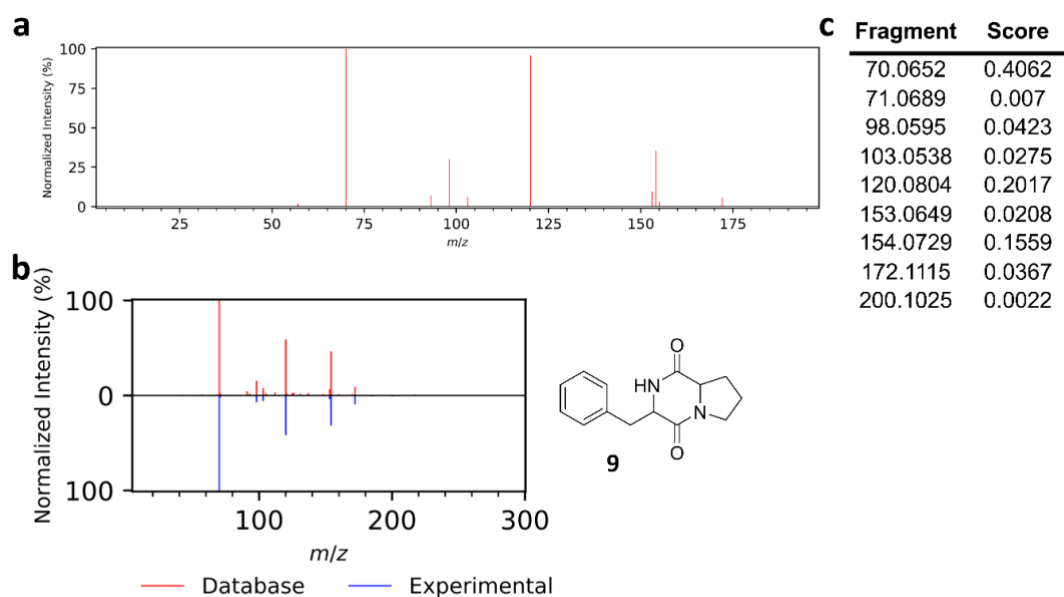 a
Normalized Intensity (%)
100
75
50
25
0
25
50
75
100
125
150
175
m/z
b
Normalized Intensity (%)
100
0
100
100
200
300
m/z
Database
Experimental
O
HN
N
O
9
c
Fragment Score
70.0652 0.4062
71.0689 0.007
98.0595 0.0423
103.0538 0.0275
120.0804 0.2017
153.0649 0.0208
154.0729 0.1559
172.1115 0.0367
200.1025 0.0022